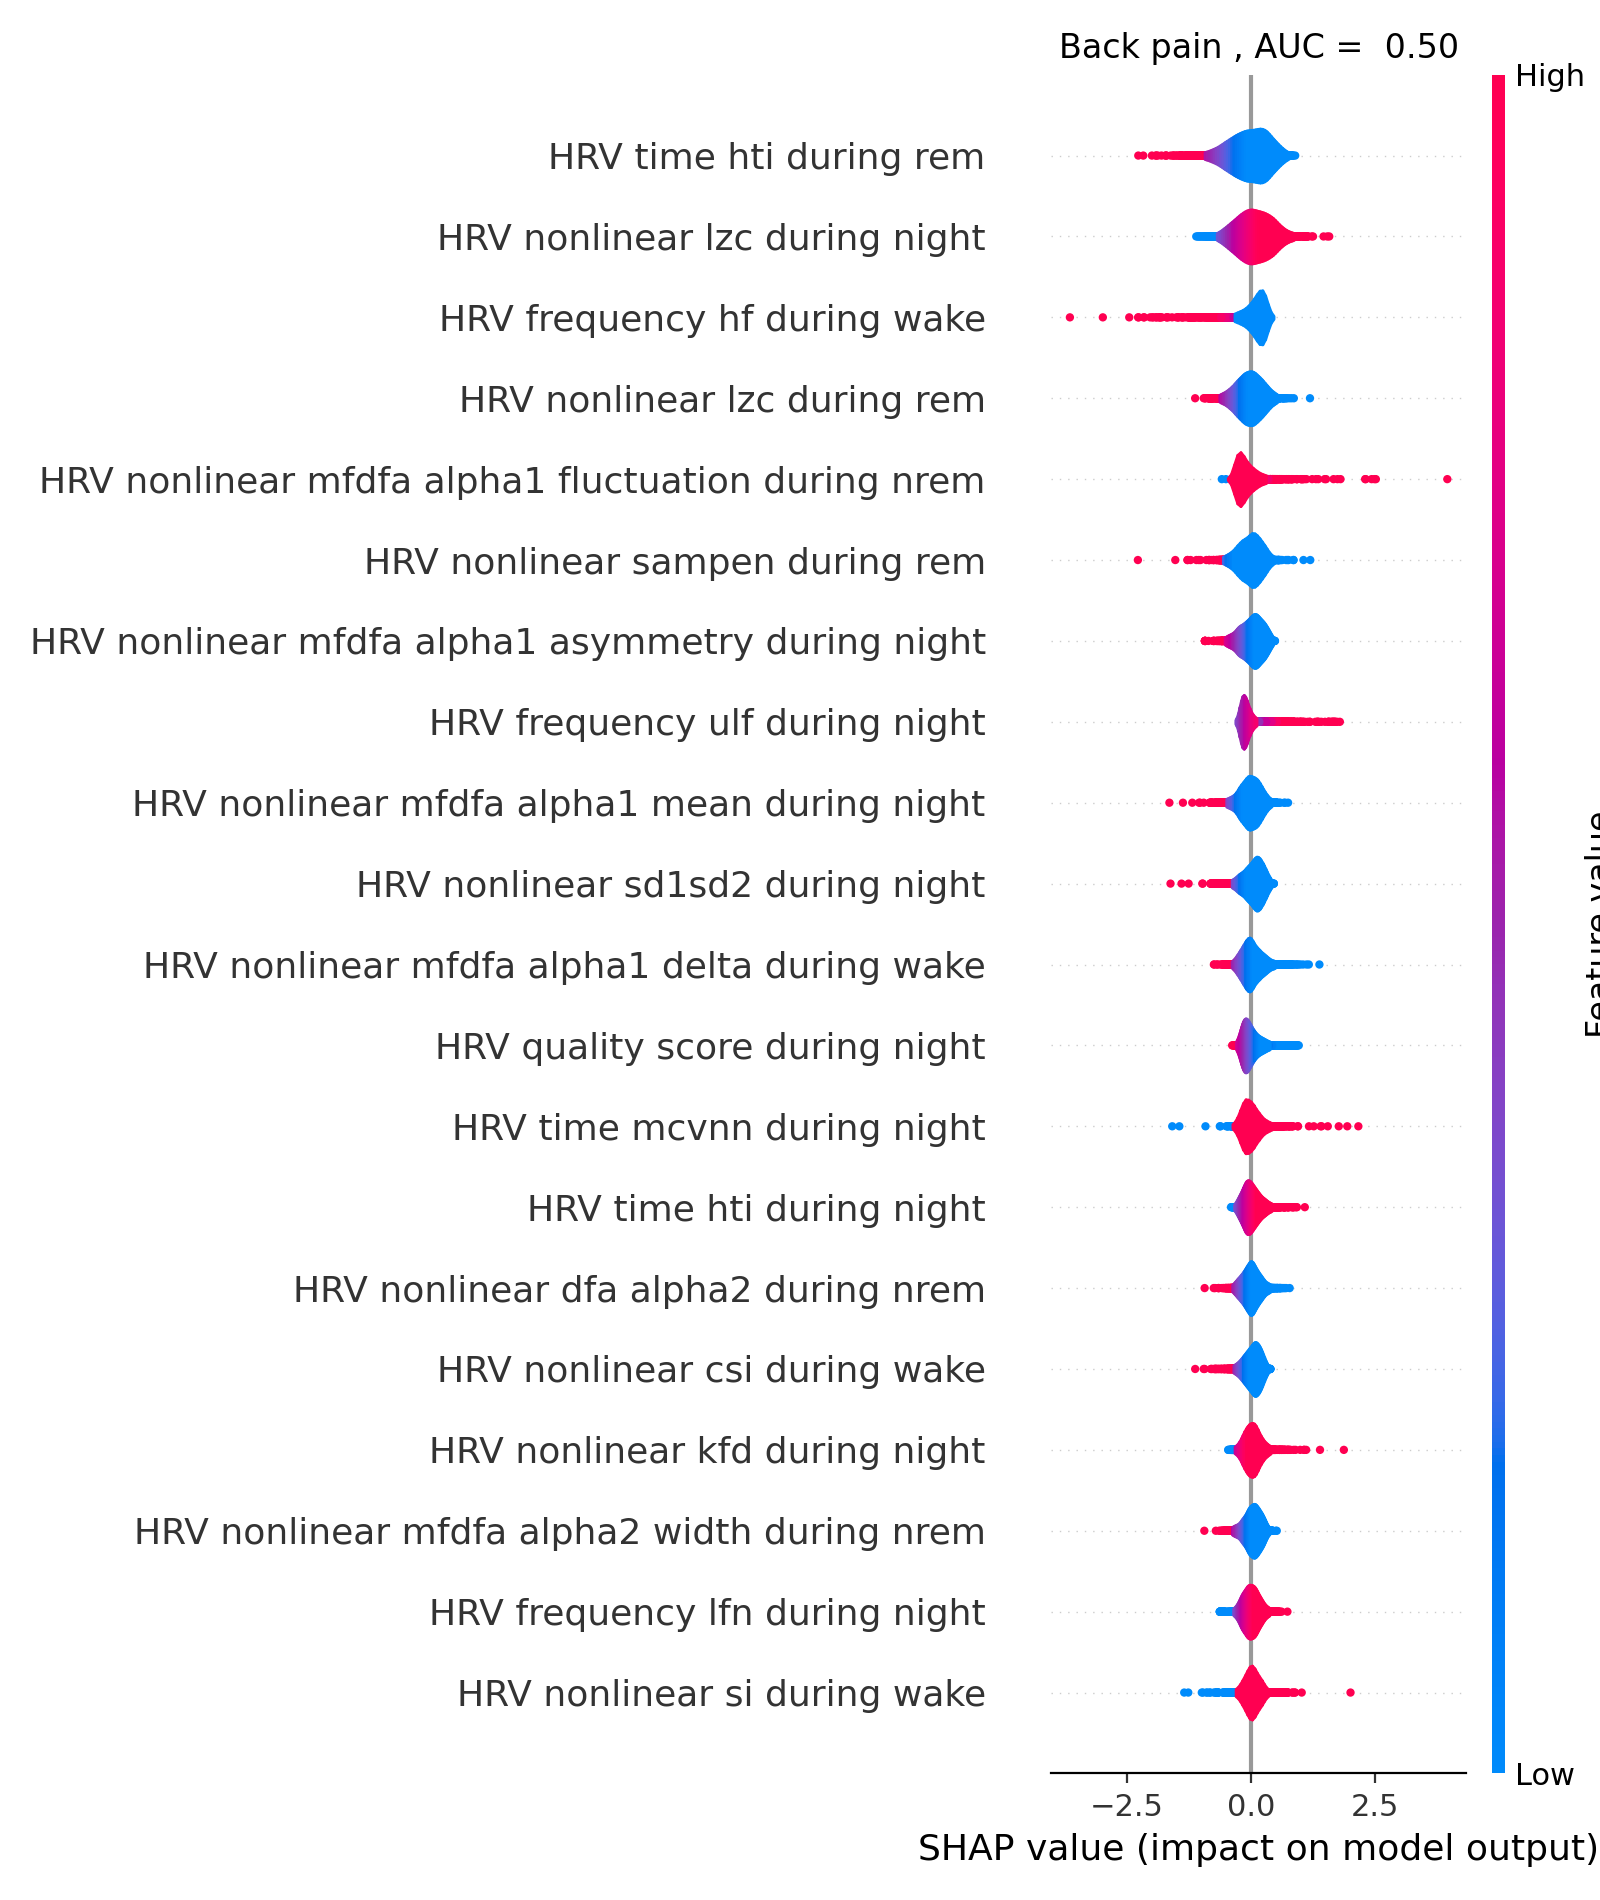 Back pain , AUC =  0.50
High
HRV time hti during rem
HRV nonlinear lzc during night
HRV frequency hf during wake
HRV nonlinear lzc during rem
HRV nonlinear mfdfa alpha1 fluctuation during nrem
HRV nonlinear sampen during rem
HRV nonlinear mfdfa alpha1 asymmetry during night
HRV frequency ulf during night
HRV nonlinear mfdfa alpha1 mean during night
HRV nonlinear sd1sd2 during night
HRV nonlinear mfdfa alpha1 delta during wake
HRV quality score during night
HRV time mcvnn during night
HRV time hti during night
HRV nonlinear dfa alpha2 during nrem
HRV nonlinear csi during wake
HRV nonlinear kfd during night
HRV nonlinear mfdfa alpha2 width during nrem
HRV frequency lfn during night
HRV nonlinear si during wake
Feature value
Low
−2.5 0.0 2.5
SHAP value (impact on model output)